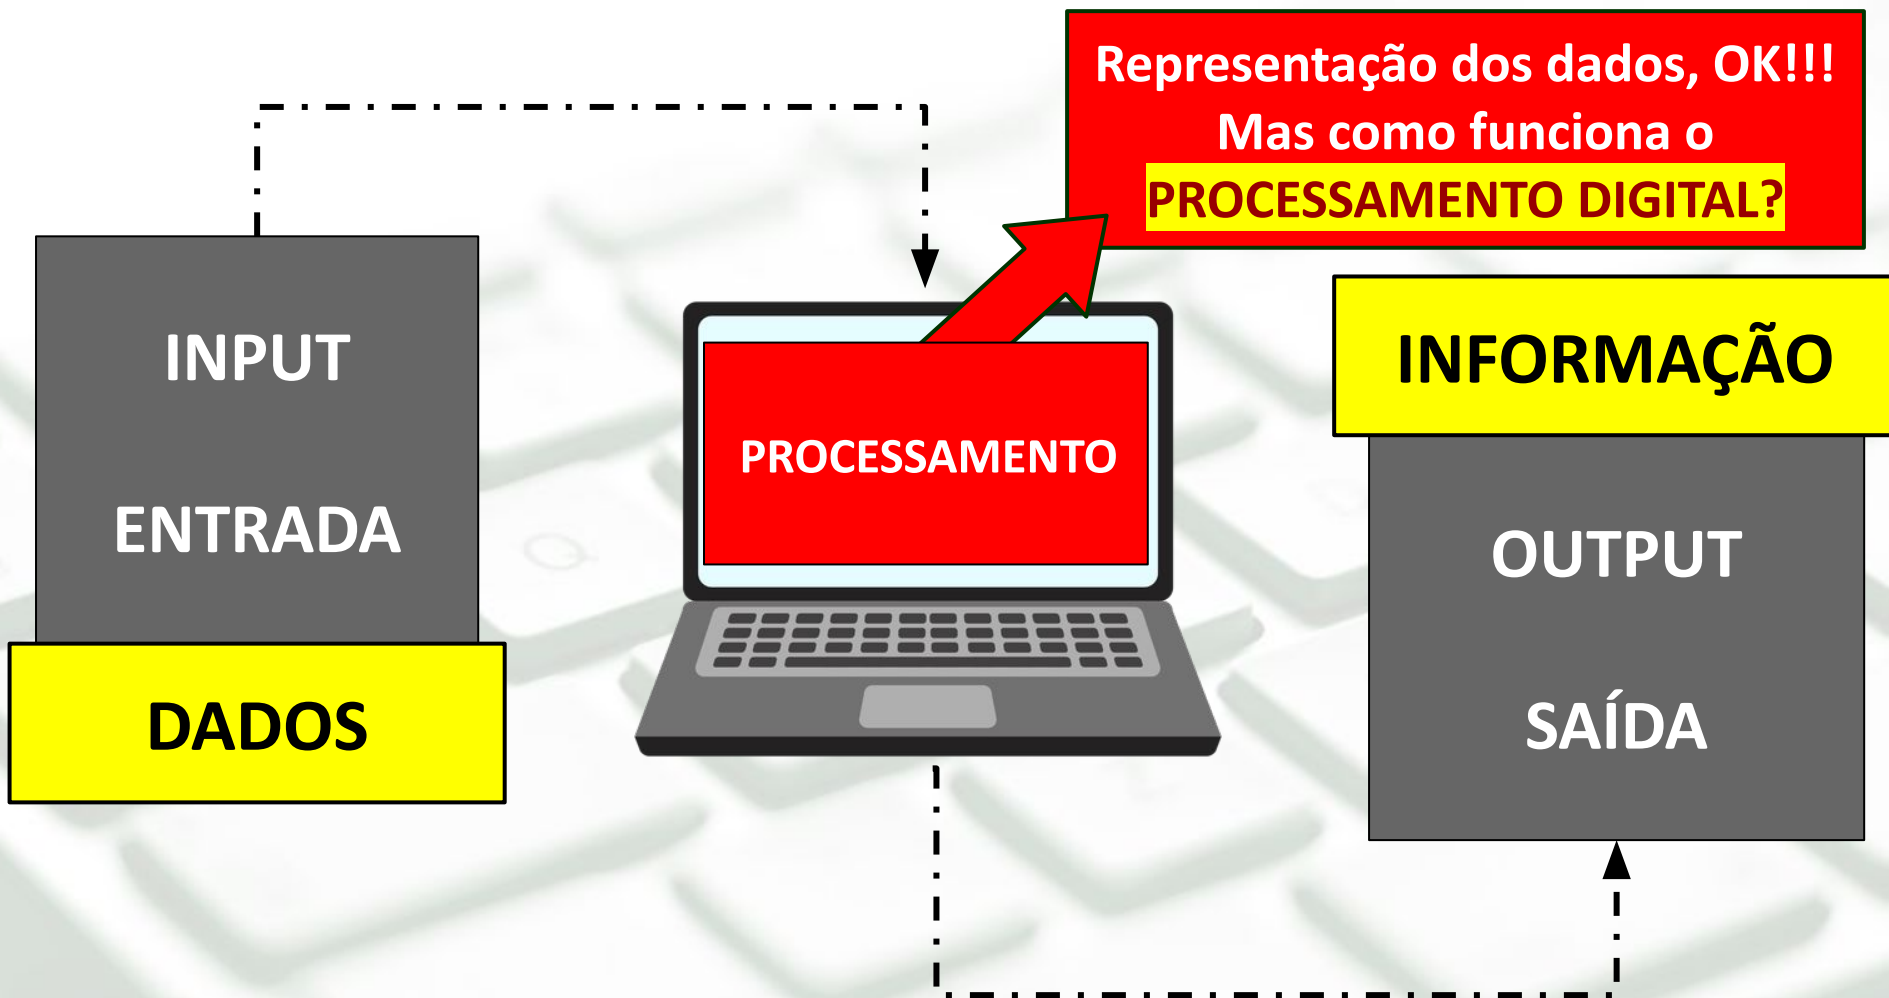 Representação dos dados, OK!!!
Mas como funciona o
PROCESSAMENTO DIGITAL?
INPUT
ENTRADA
DADOS
PROCESSAMENTO
INFORMAÇÃO
OUTPUT
SAÍDA